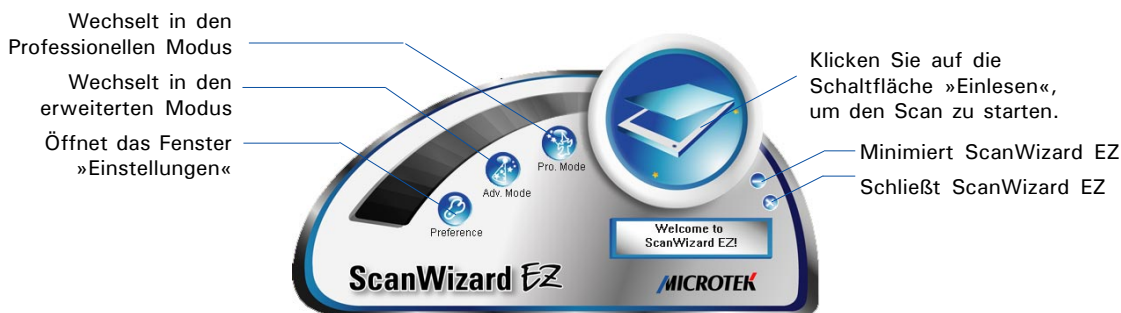 Wechselt in den
Professionellen Modus
Wechselt in den
erweiterten Modus
Öffnet das Fenster
»Einstellungen«
Klicken Sie auf die
Schaltfläche »Einlesen«,
um den Scan zu starten.
Minimiert ScanWizard EZ
Schließt ScanWizard EZ
Pro. Mode
Adv. Mode
Preference
Welcome to
ScanWizard EZ!
ScanWizard EZ
MICROTEK